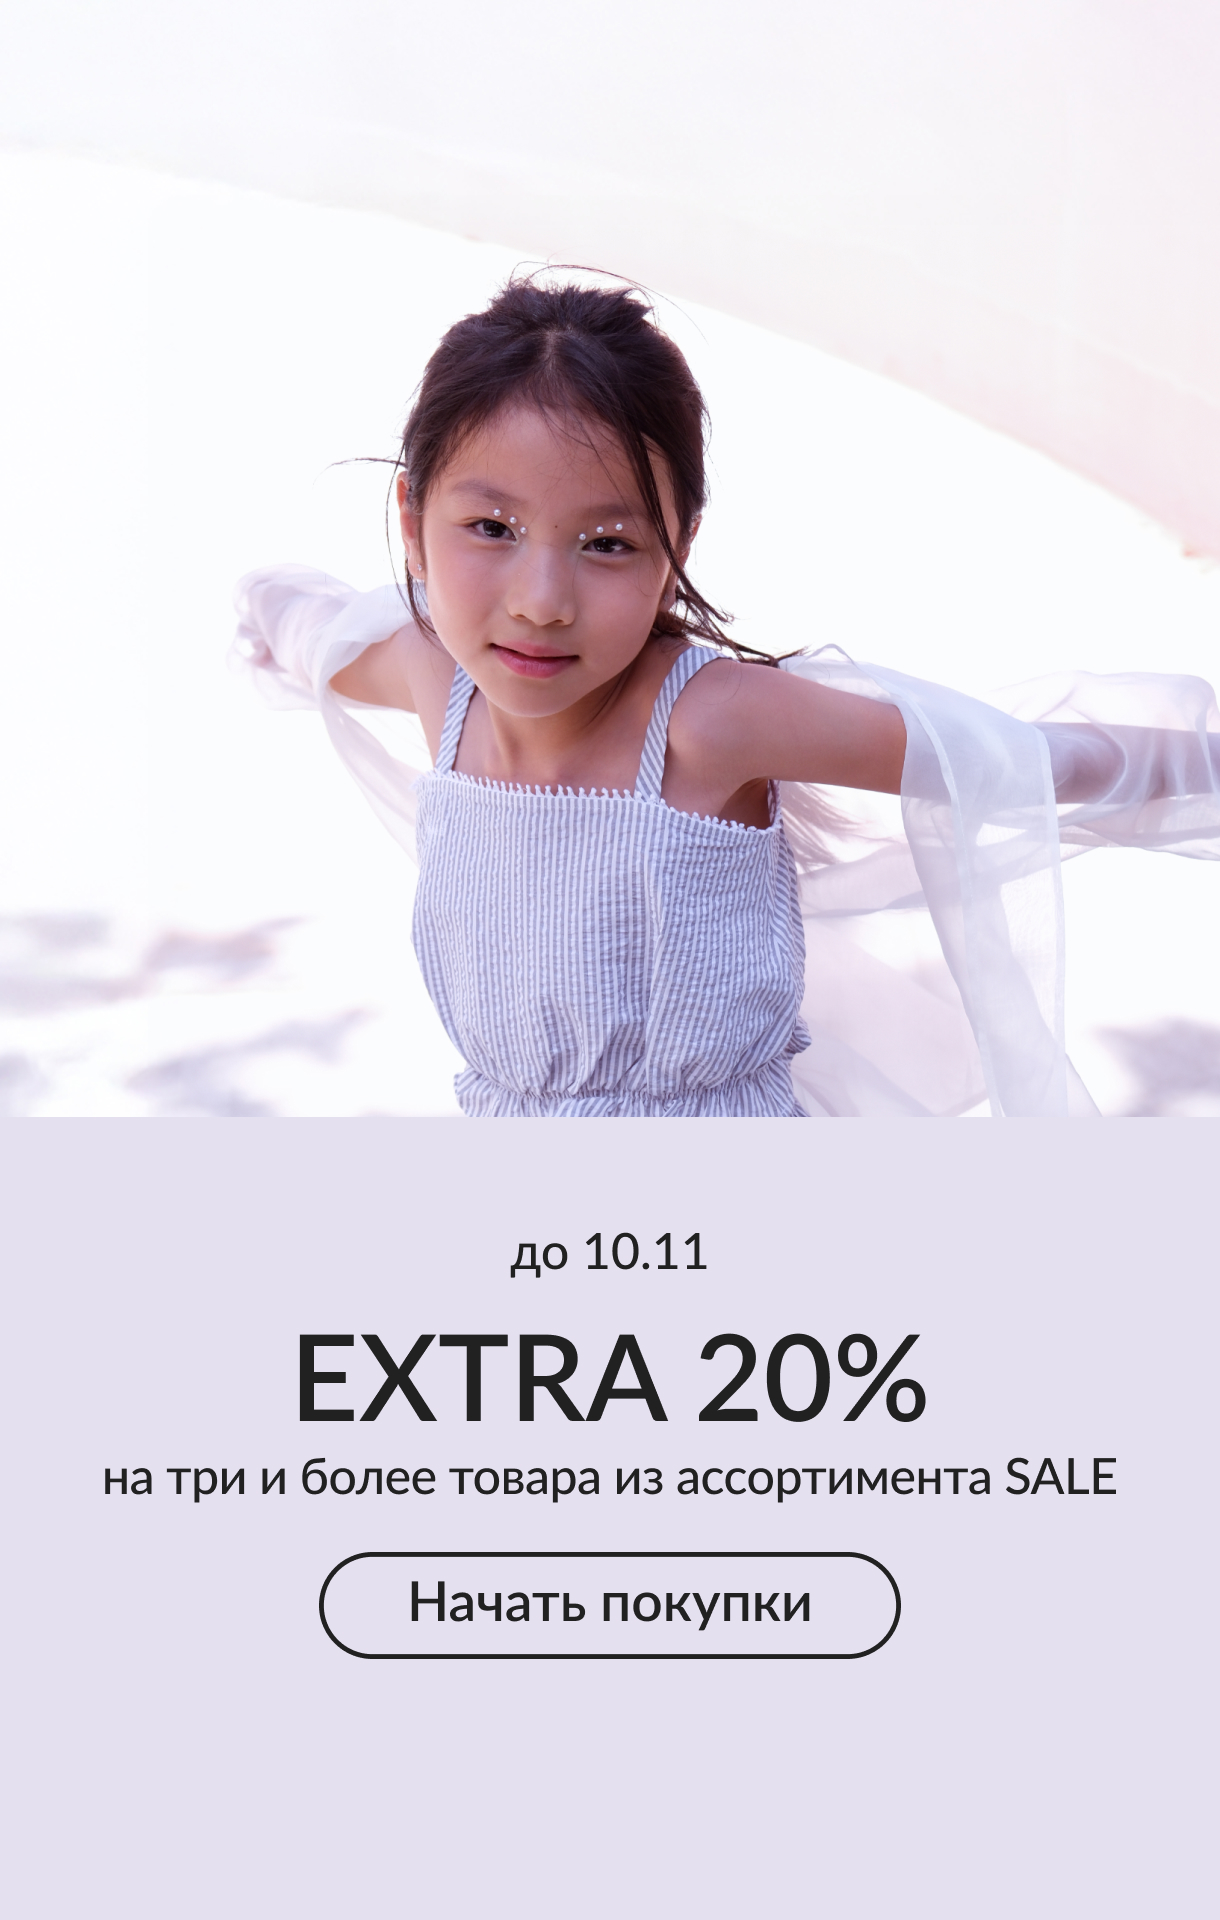 до 10.11
EXTRA 20%
на три и более товара из ассортимента SALE
Начать покупки